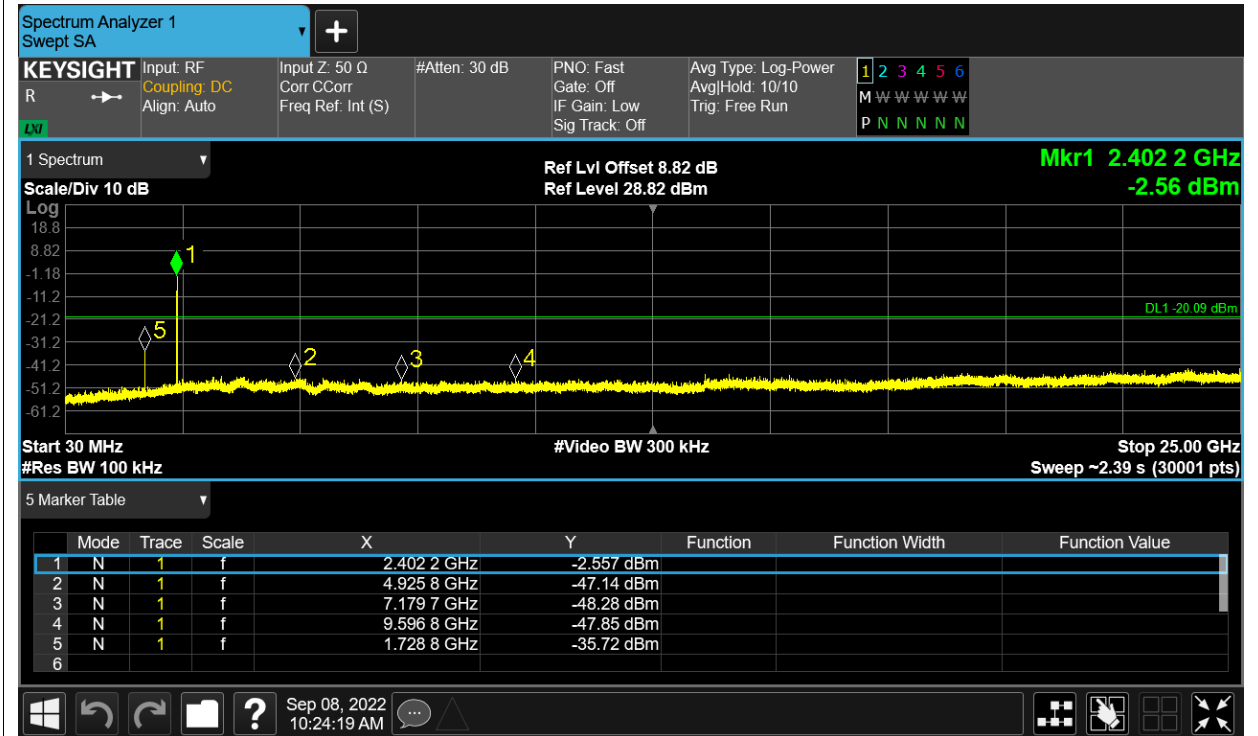 Spectrum Analyzer 1
Swept SA
+
KEYSIGHT
R
LXI
Input: RF
Coupling: DC
Align: Auto
Input Z: 50 Ω
Corr CCorr
Freq Ref: Int (S)
#Atten: 30 dB
PNO: Fast
Gate: Off
IF Gain: Low
Sig Track: Off
Avg Type: Log-Power
Avg|Hold: 10/10
Trig: Free Run
1 2 3 4 5 6
M W W W W W
P N N N N N
1 Spectrum
Scale/Div 10 dB
Ref Lvl Offset 8.82 dB
Ref Level 28.82 dBm
Mkr1 2.402 2 GHz
-2.56 dBm
Log
18.8
8.82
-1.18
-11.2
-21.2
-31.2
-41.2
-51.2
-61.2
1
5
2
3
4
DL1 -20.09 dBm
Start 30 MHz
#Video BW 300 kHz
Stop 25.00 GHz
#Res BW 100 kHz
Sweep ~2.39 s (30001 pts)
5 Marker Table
Mode Trace Scale X Y Function Function Width Function Value
1 N 1 f 2.402 2 GHz -2.557 dBm
2 N 1 f 4.925 8 GHz -47.14 dBm
3 N 1 f 7.179 7 GHz -48.28 dBm
4 N 1 f 9.596 8 GHz -47.85 dBm
5 N 1 f 1.728 8 GHz -35.72 dBm
6
?
Sep 08, 2022
10:24:19 AM